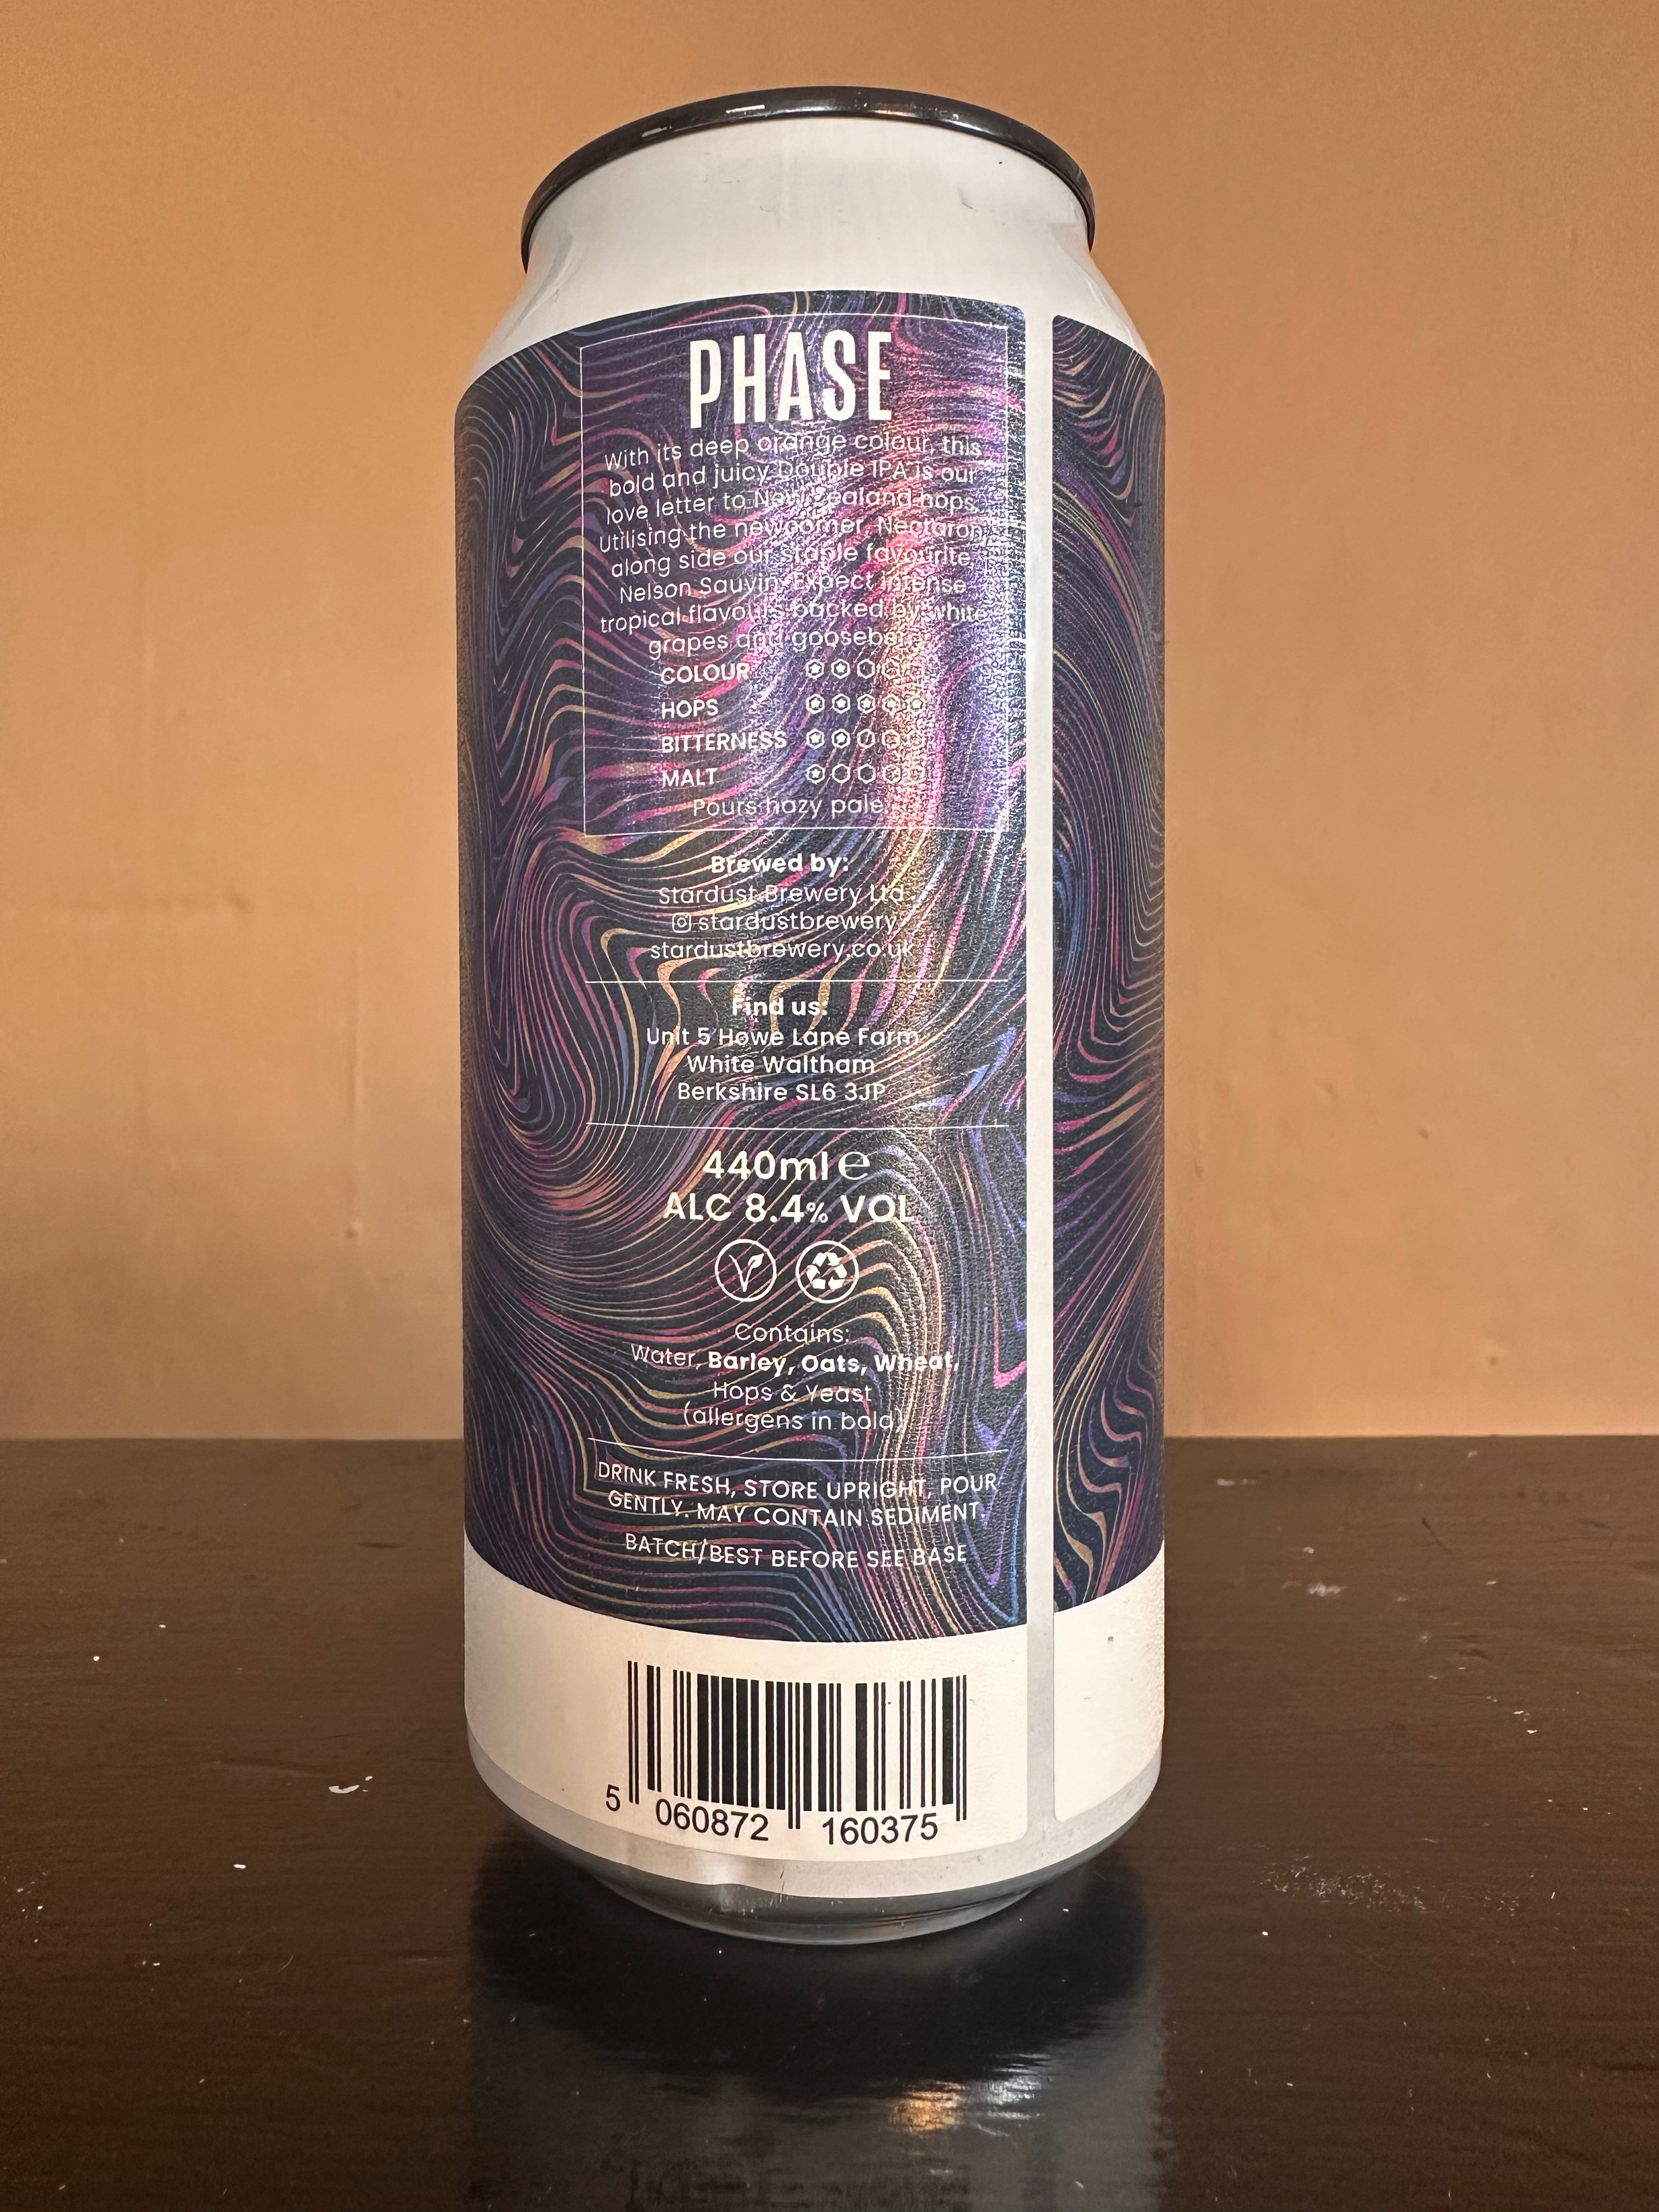 PHASE
With its deep orange colour, this
bold and juicy Double IPA is our
love letter to New Zealand hops.
Utilising the newcomer, Nectaron
along side our staple favourite,
Nelson Sauvin. Expect intense
tropical flavours backed by white
grapes and gooseberry
COLOUR
HOPS
BITTERNESS
MALT
Pours hazy pale
Brewed by:
Stardust Brewery Ltd
stardustbrewery
stardustbrewery.co.uk
Find us:
Unit 5 Howe Lane Farm
White Waltham
Berkshire SL6 3JP
440ml ℮
ALC 8.4% VOL
Contains:
Water, Barley, Oats, Wheat,
Hops & Yeast
(allergens in bold)
DRINK FRESH, STORE UPRIGHT, POUR
GENTLY. MAY CONTAIN SEDIMENT.
BATCH/BEST BEFORE SEE BASE
5 060872 160375